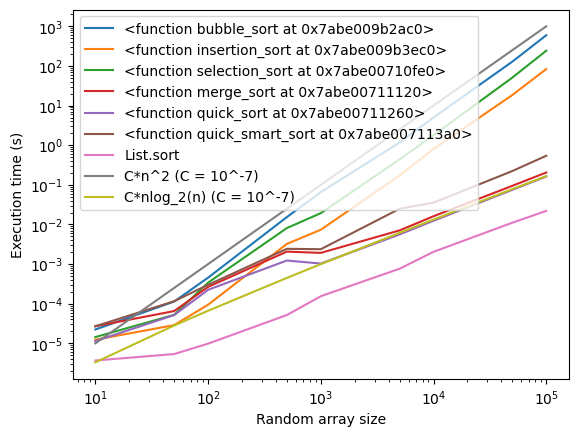 <function bubble_sort at 0x7abe009b2ac0>
<function insertion_sort at 0x7abe009b3ec0>
<function selection_sort at 0x7abe00710fe0>
<function merge_sort at 0x7abe00711120>
<function quick_sort at 0x7abe00711260>
<function quick_smart_sort at 0x7abe007113a0>
List.sort
C*n^2 (C = 10^-7)
C*nlog_2(n) (C = 10^-7)
Execution time (s)
10³
10²
10¹
10⁰
10⁻¹
10⁻²
10⁻³
10⁻⁴
10⁻⁵
10¹ 10² 10³ 10⁴ 10⁵
Random array size